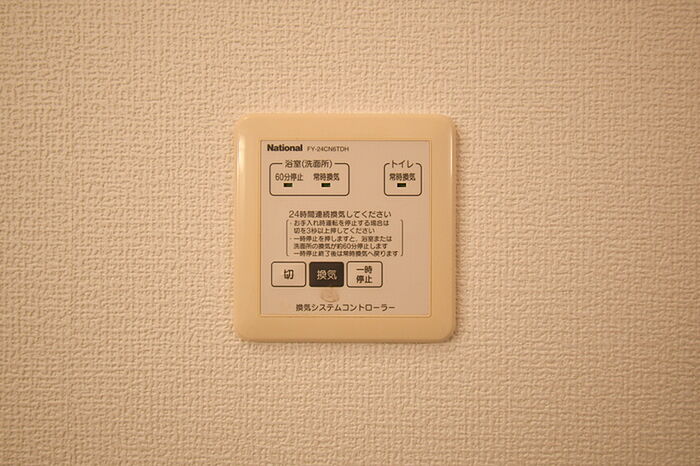 National FY-24CN6TDH
浴室(洗面所)
トイレ
60分停止 常時換気
常時換気
24時間連続換気してください
・お手入れ時運転を停止する場合は
切を3秒以上押してください
・一時停止を押しますと、浴室または
洗面所の換気が約60分停止します
一時停止終了後は常時換気へ戻ります
切
換気
一時
停止
換気システムコントローラー